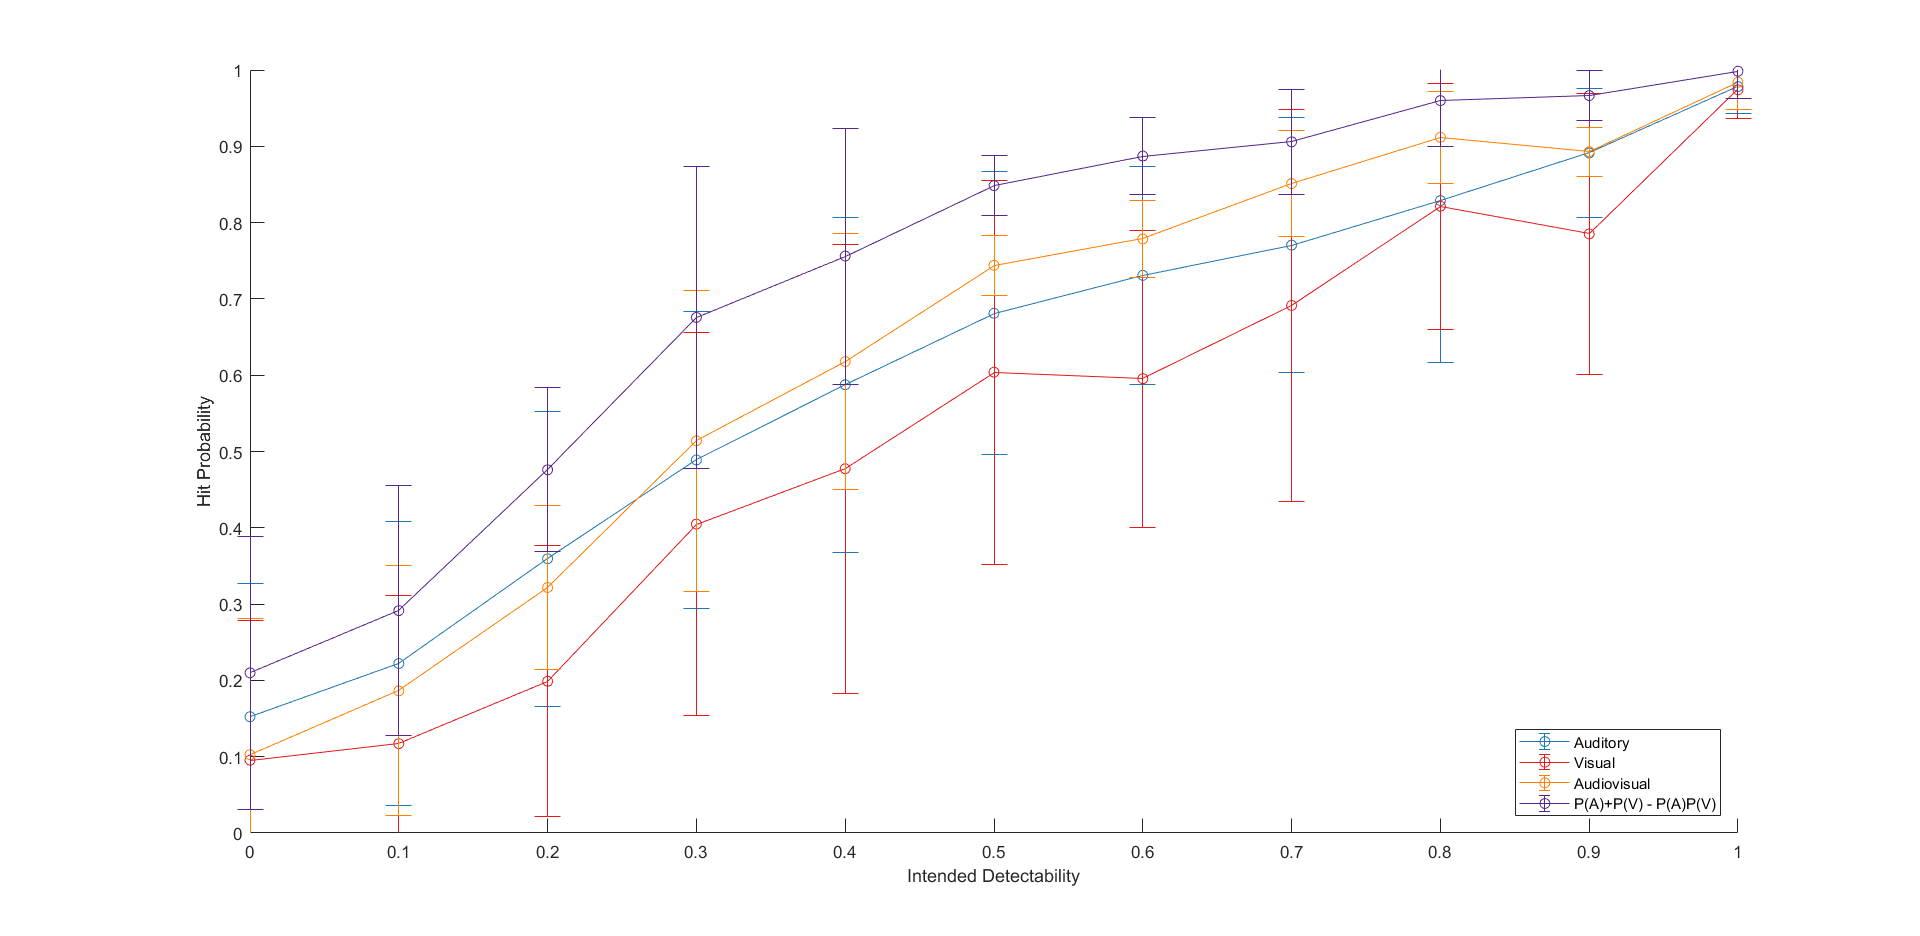 1
0.9
0.8
0.7
0.6
0.5
0.4
0.3
0.2
0.1
0
Hit Probability
0 0.1 0.2 0.3 0.4 0.5 0.6 0.7 0.8 0.9 1
Intended Detectability
Auditory
Visual
Audiovisual
P(A)+P(V) - P(A)P(V)